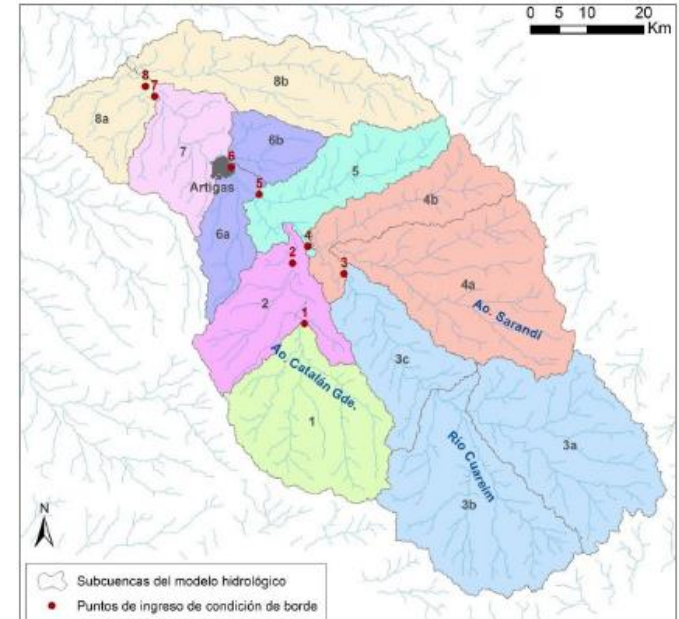 0 5 10 20
Km
8
7
8b
8a
7
6b
6
5
5
Artigas
4b
6a
4
2
3
4a
2
Ao. Sarandí
1
3c
Ao. Catalán Gde.
1
Río Cuareim
3a
3b
N
Subcuencas del modelo hidrológico
Puntos de ingreso de condición de borde